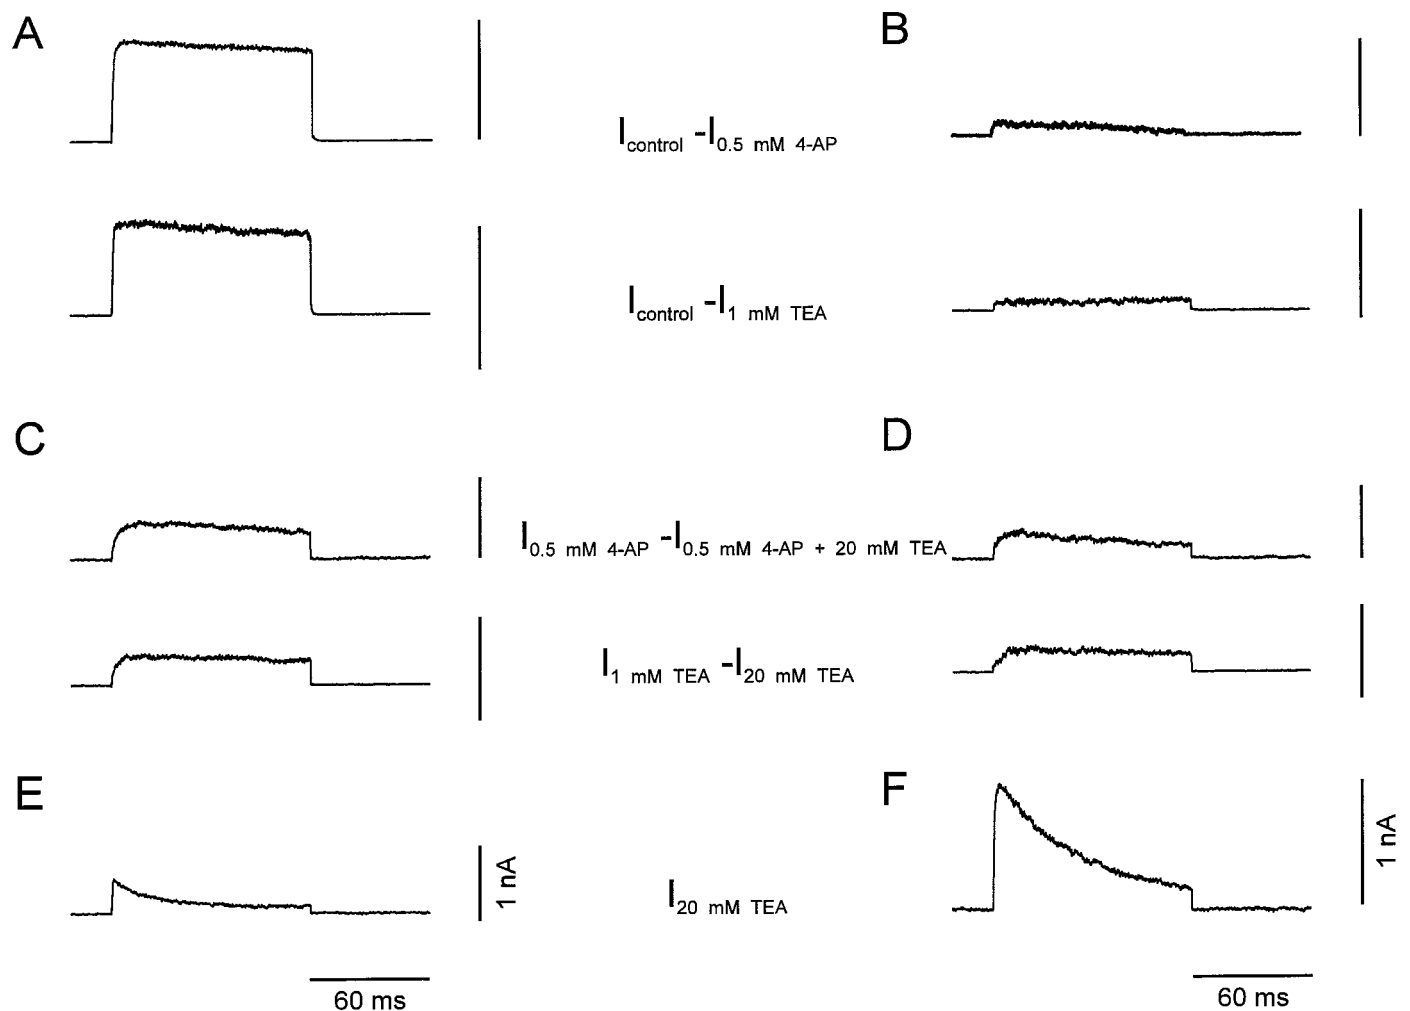 A
B
Icontrol -I0.5 mM 4-AP
Icontrol -I1 mM TEA
C
D
I0.5 mM 4-AP -I0.5 mM 4-AP + 20 mM TEA
I1 mM TEA -I20 mM TEA
E
F
1 nA
I20 mM TEA
1 nA
60 ms
60 ms